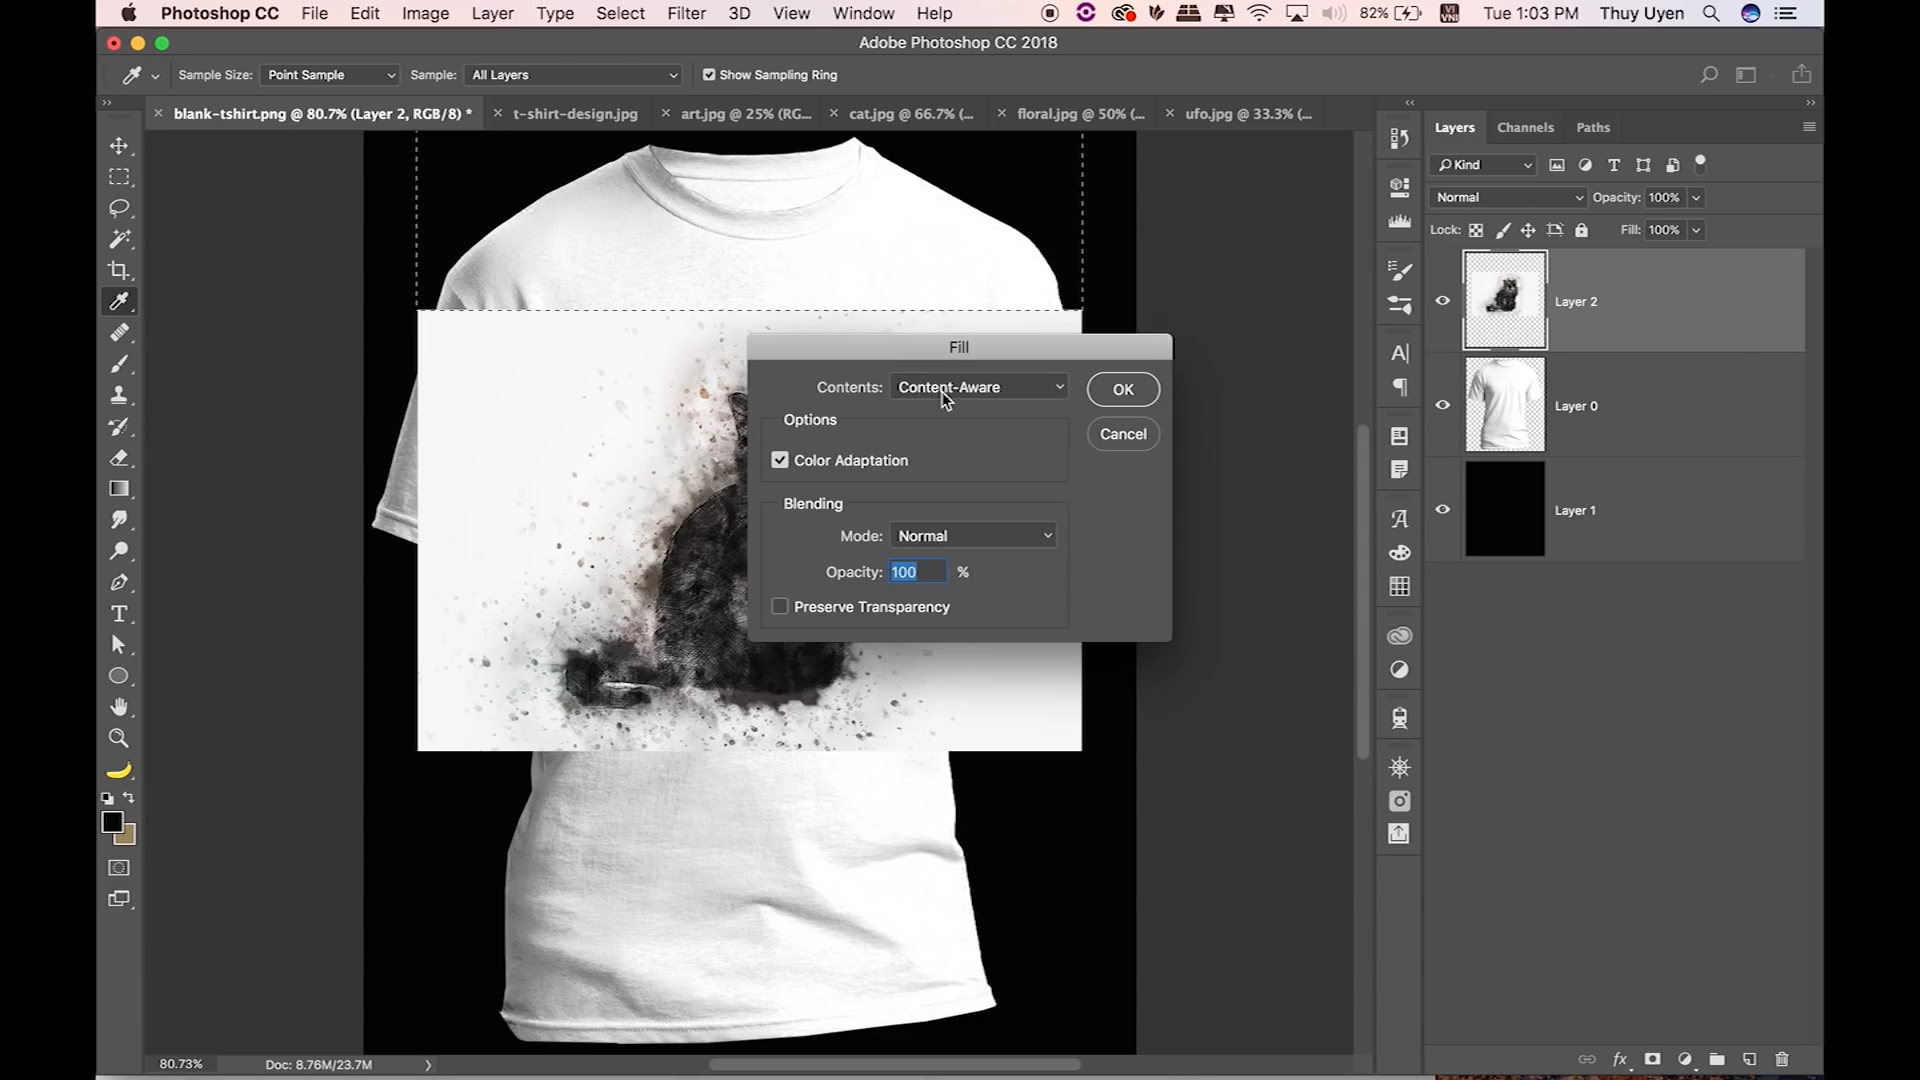 Photoshop CC File Edit Image Layer Type Select Filter 3D View Window Help 82% VI VNI Tue 1:03 PM Thuy Uyen
Adobe Photoshop CC 2018
Sample Size: Point Sample Sample: All Layers Show Sampling Ring
blank-tshirt.png @ 80.7% (Layer 2, RGB/8) * t-shirt-design.jpg art.jpg @ 25% (RG... cat.jpg @ 66.7% (... floral.jpg @ 50% (... ufo.jpg @ 33.3% (...
Layers Channels Paths
Kind
Normal Opacity: 100%
Lock: Fill: 100%
Layer 2
Layer 0
Layer 1
Fill
Contents: Content-Aware OK
Options
Cancel
Color Adaptation
Blending
Mode: Normal
Opacity: 100 %
Preserve Transparency
80.73% Doc: 8.76M/23.7M
fx